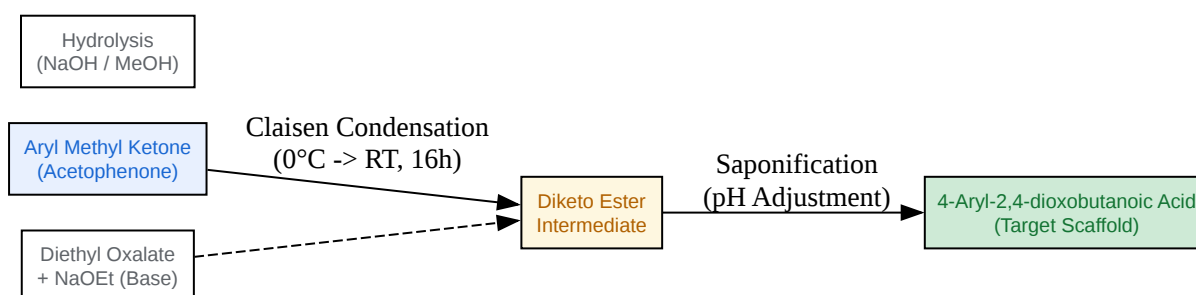 Hydrolysis
(NaOH / MeOH)
Aryl Methyl Ketone
(Acetophenone)
Claisen Condensation
(0°C -> RT, 16h)
Diethyl Oxalate
+ NaOEt (Base)
Diketo Ester
Intermediate
Saponification
(pH Adjustment)
4-Aryl-2,4-dioxobutanoic Acid
(Target Scaffold)